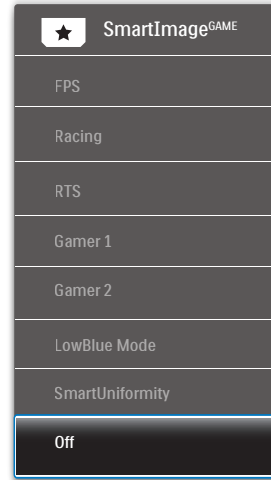 SmartImageGAME
FPS
Racing
RTS
Gamer 1
Gamer 2
LowBlue Mode
SmartUniformity
Off